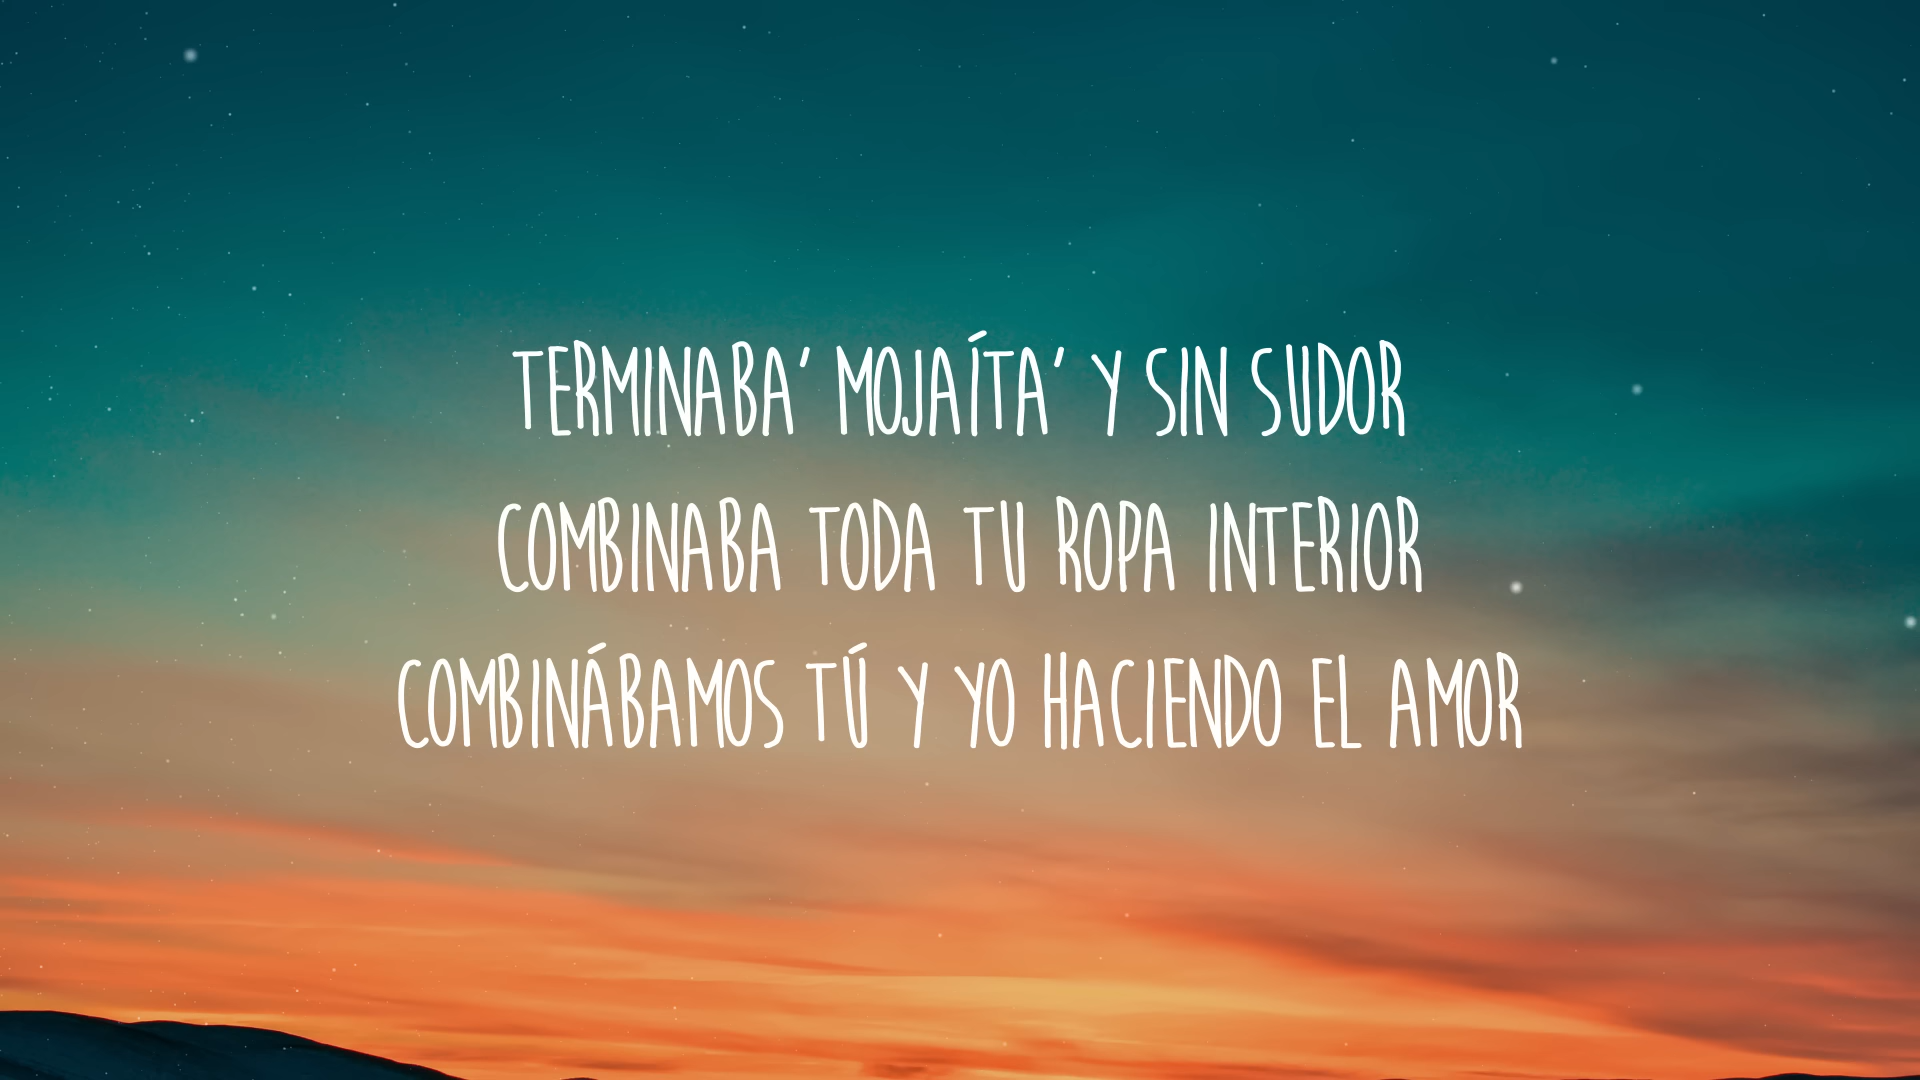 TERMINABA' MOJAÍTA' Y SIN SUDOR
COMBINABA TODA TU ROPA INTERIOR
COMBINÁBAMOS TÚ Y YO HACIENDO EL AMOR